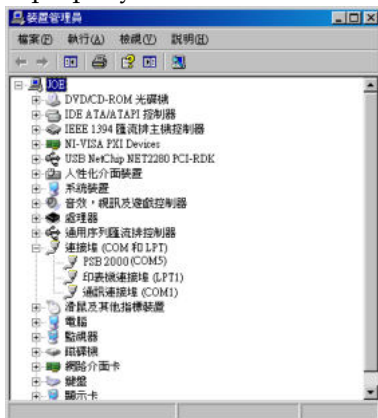 裝置管理員
檔案(F) 執行(A) 檢視(V) 說明(H)
JOE
DVD/CD-ROM 光碟機
IDE ATA/ATAPI 控制器
IEEE 1394 匯流排主機控制器
NI-VISA PXI Devices
USB NetChip NET2280 PCI-RDK
人性化介面裝置
系統裝置
音效，視訊及遊戲控制器
處理器
通用序列匯流排控制器
連接埠 (COM 和 LPT)
PSB 2000 (COM5)
印表機連接埠 (LPT1)
通訊連接埠 (COM1)
滑鼠及其他指標裝置
電腦
監視器
磁碟機
網路介面卡
鍵盤
顯示卡